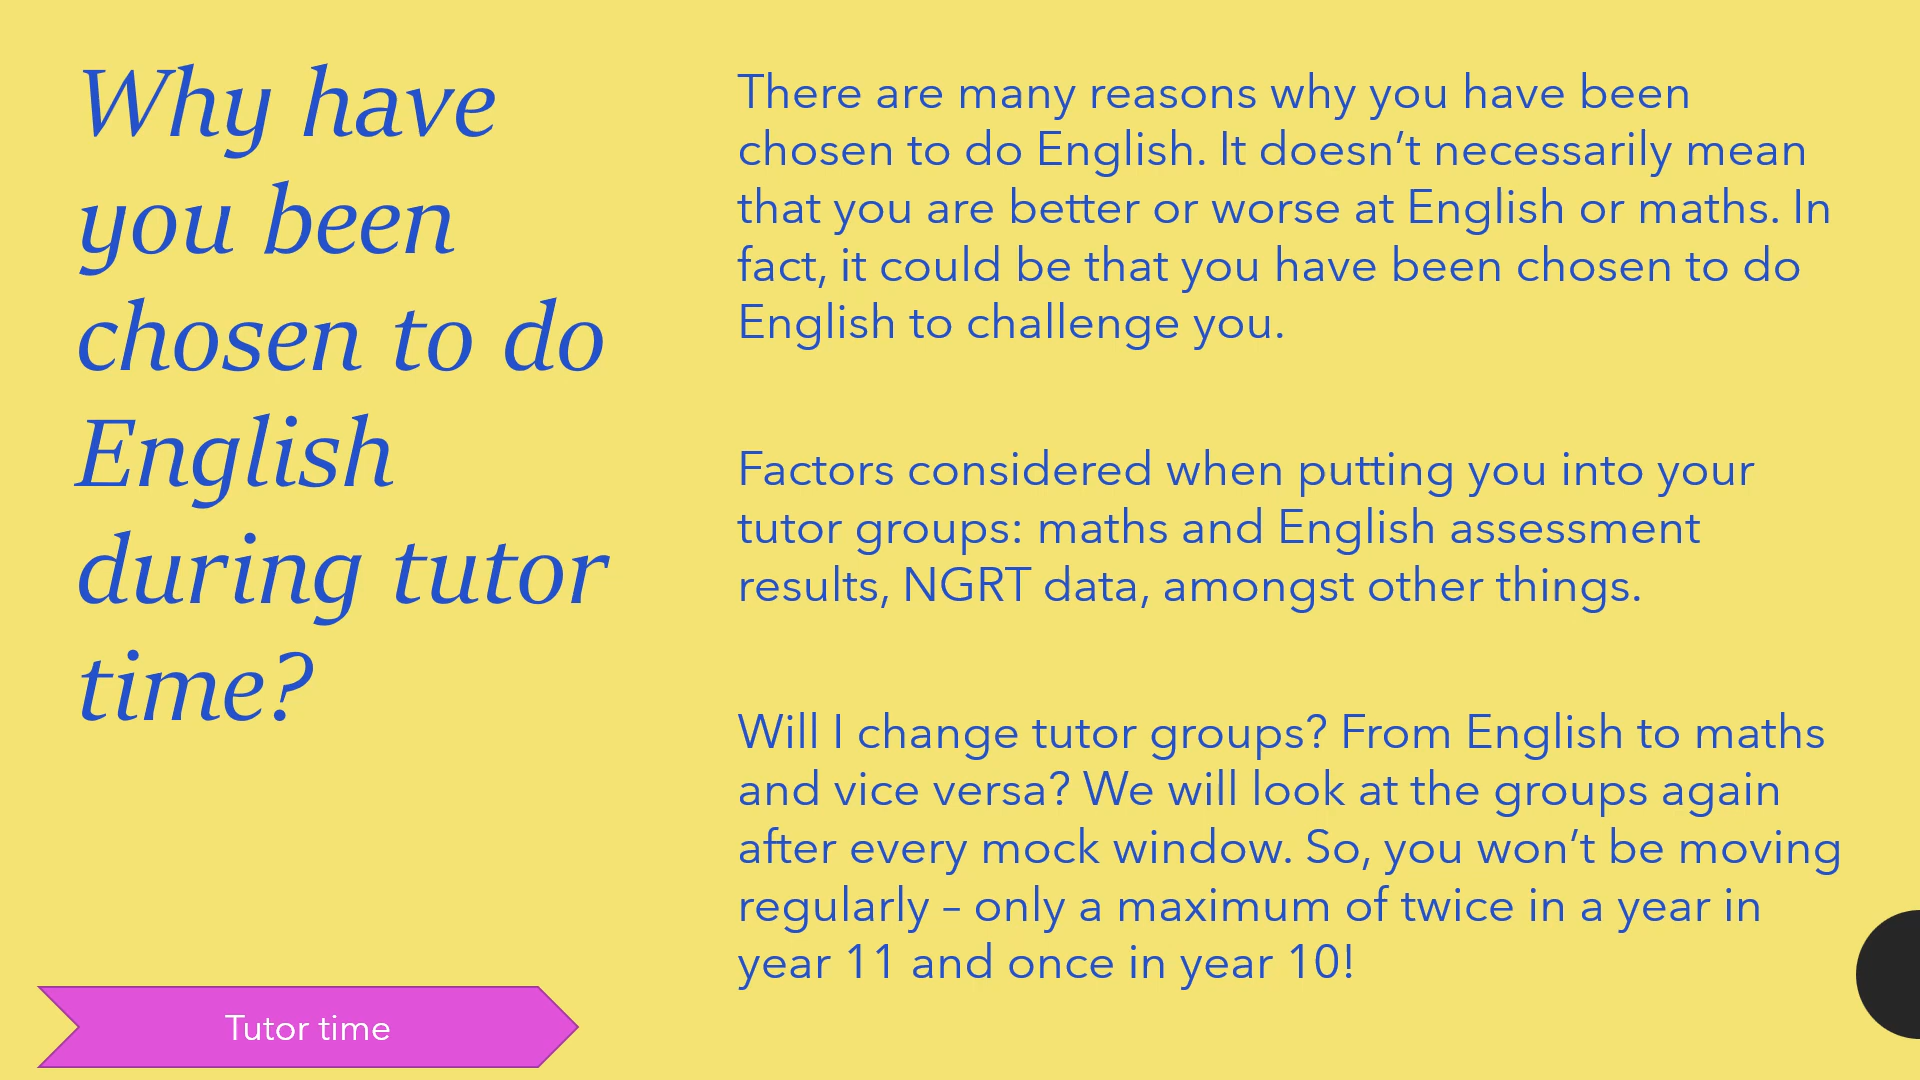 Why have
you been
chosen to do
English
during tutor
time?
There are many reasons why you have been
chosen to do English. It doesn’t necessarily mean
that you are better or worse at English or maths. In
fact, it could be that you have been chosen to do
English to challenge you.
Factors considered when putting you into your
tutor groups: maths and English assessment
results, NGRT data, amongst other things.
Will I change tutor groups? From English to maths
and vice versa? We will look at the groups again
after every mock window. So, you won’t be moving
regularly – only a maximum of twice in a year in
year 11 and once in year 10!
Tutor time